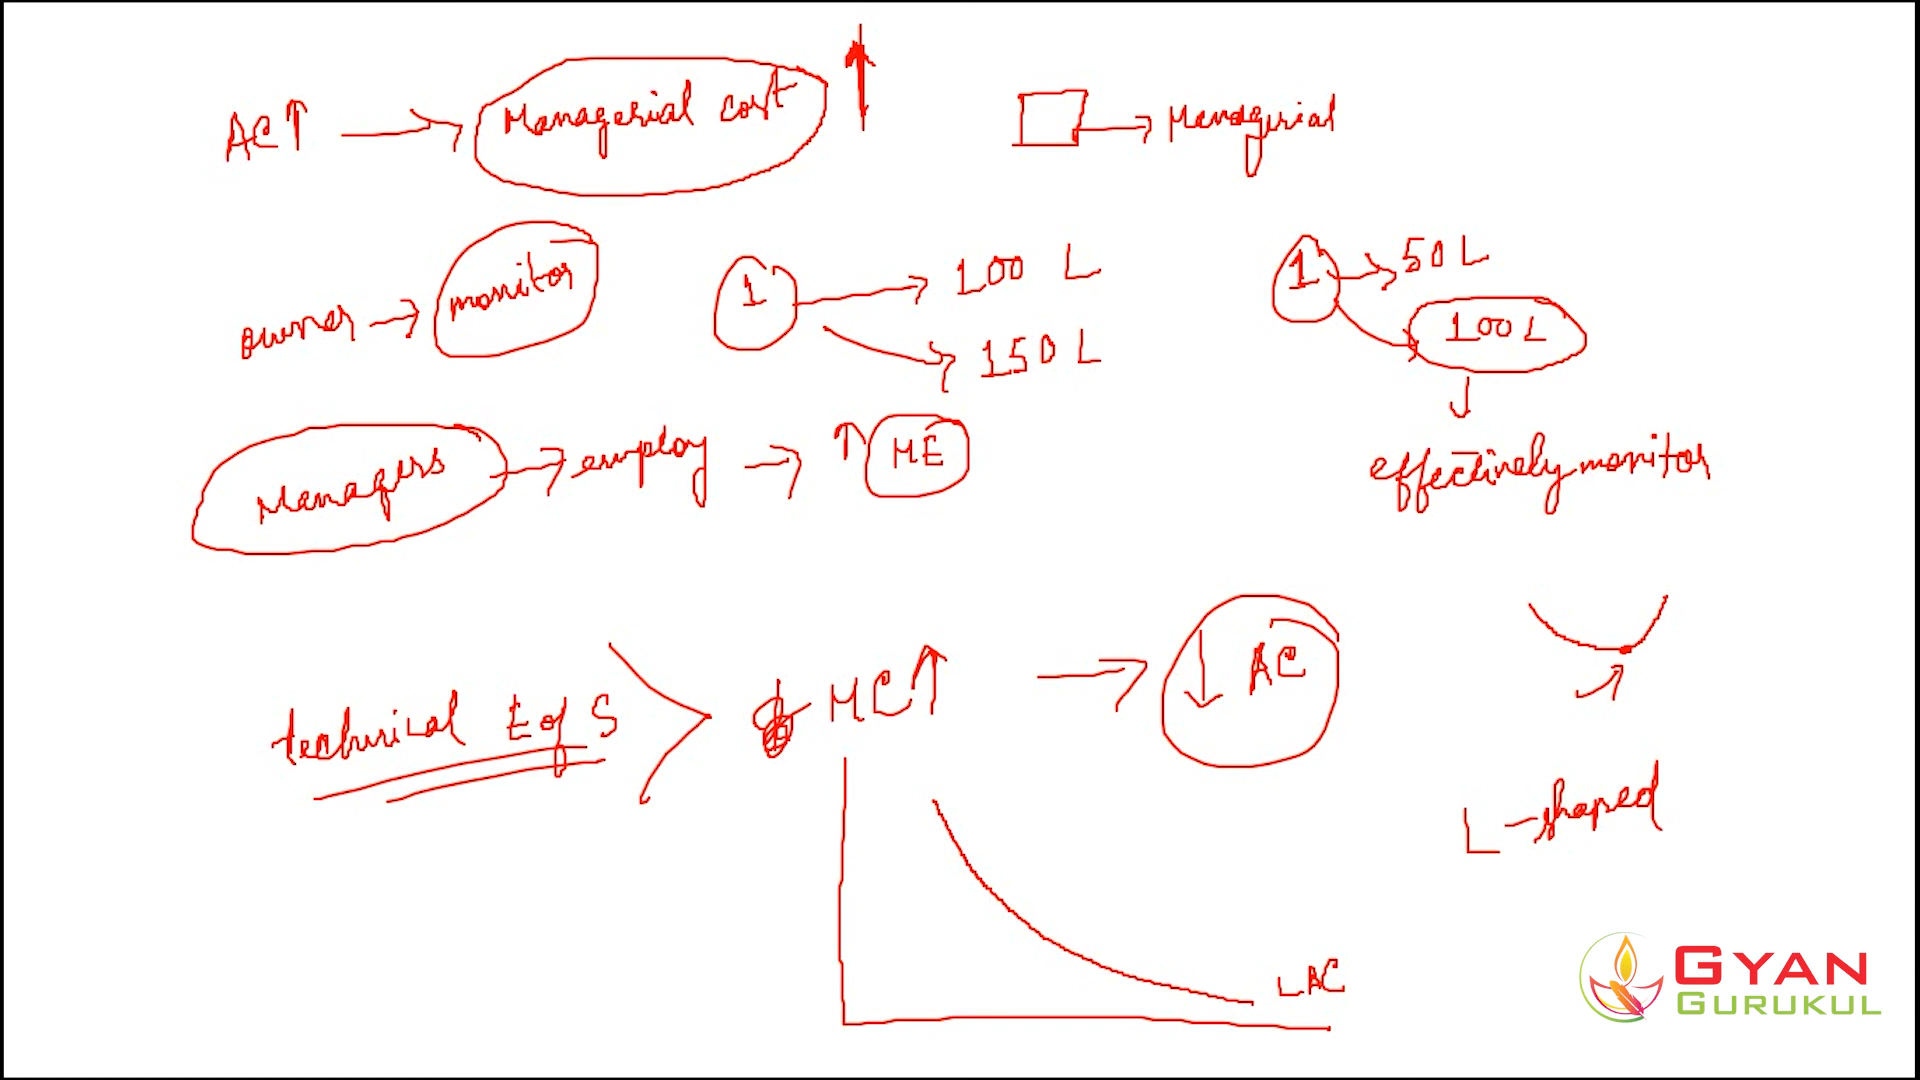 AC↑ → Managerial cost ↑ → Managerial
owner → monitor 1 → 100 L 1 → 50 L
→ 150 L 100 L
Managers → employ → ↑ ME effectively monitor
technical E of S > MC↑ → ↓ AC
L-shaped
LAC
GYAN
GURUKUL